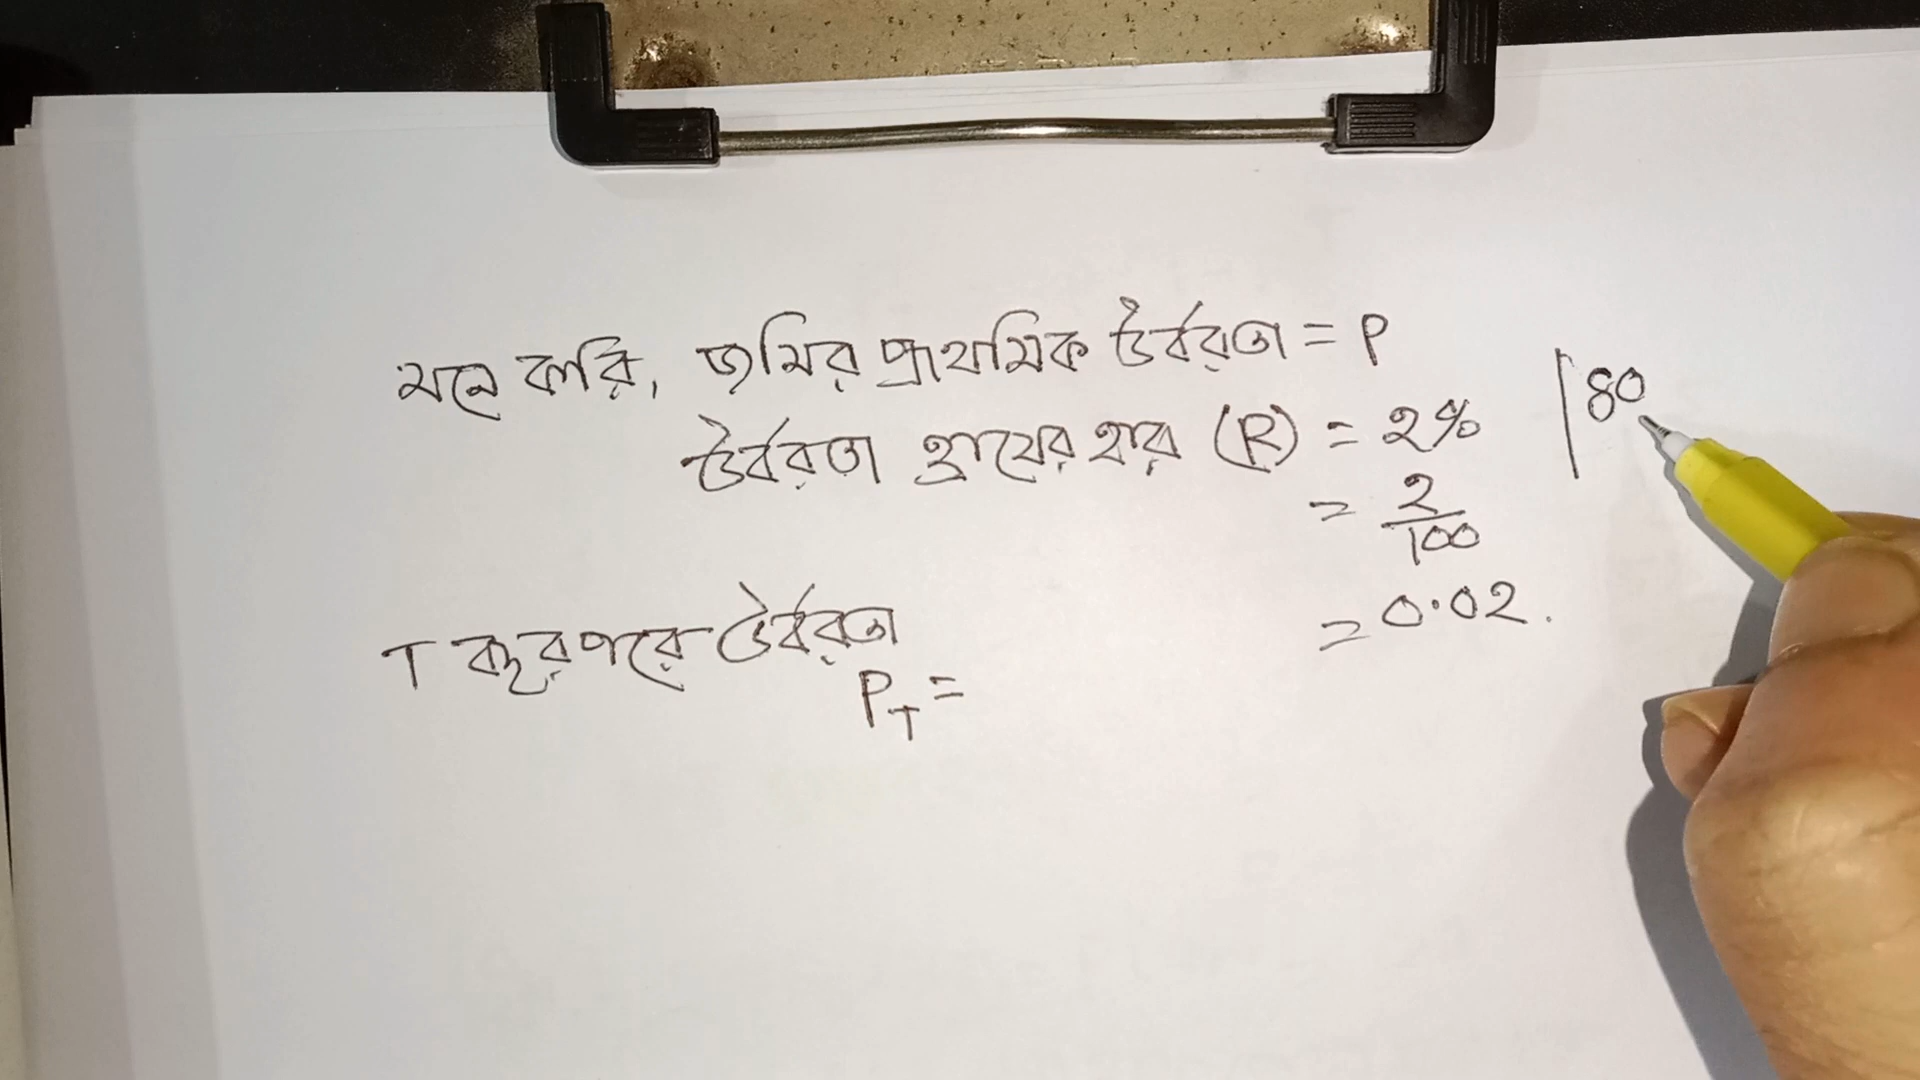 মনে করি, জমির প্রাথমিক উর্বরতা = P
উর্বরতা হ্রাসের হার (R) = 2%
= 2/100
= 0.02.
80
T বছর পরে উর্বরতা
P_T =